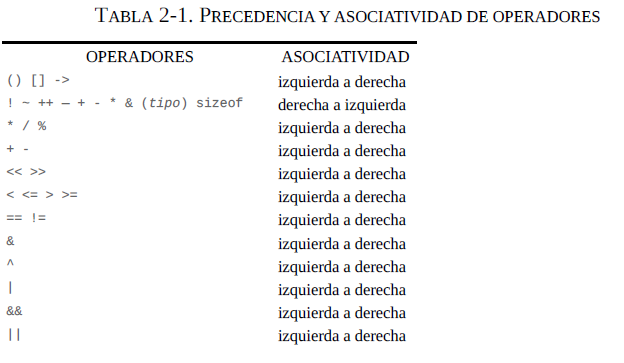 TABLA 2-1. PRECEDENCIA Y ASOCIATIVIDAD DE OPERADORES
OPERADORES ASOCIATIVIDAD
() [] -> izquierda a derecha
! ~ ++ — + - * & (tipo) sizeof derecha a izquierda
* / % izquierda a derecha
+ - izquierda a derecha
<< >> izquierda a derecha
< <= > >= izquierda a derecha
== != izquierda a derecha
& izquierda a derecha
^ izquierda a derecha
| izquierda a derecha
&& izquierda a derecha
|| izquierda a derecha